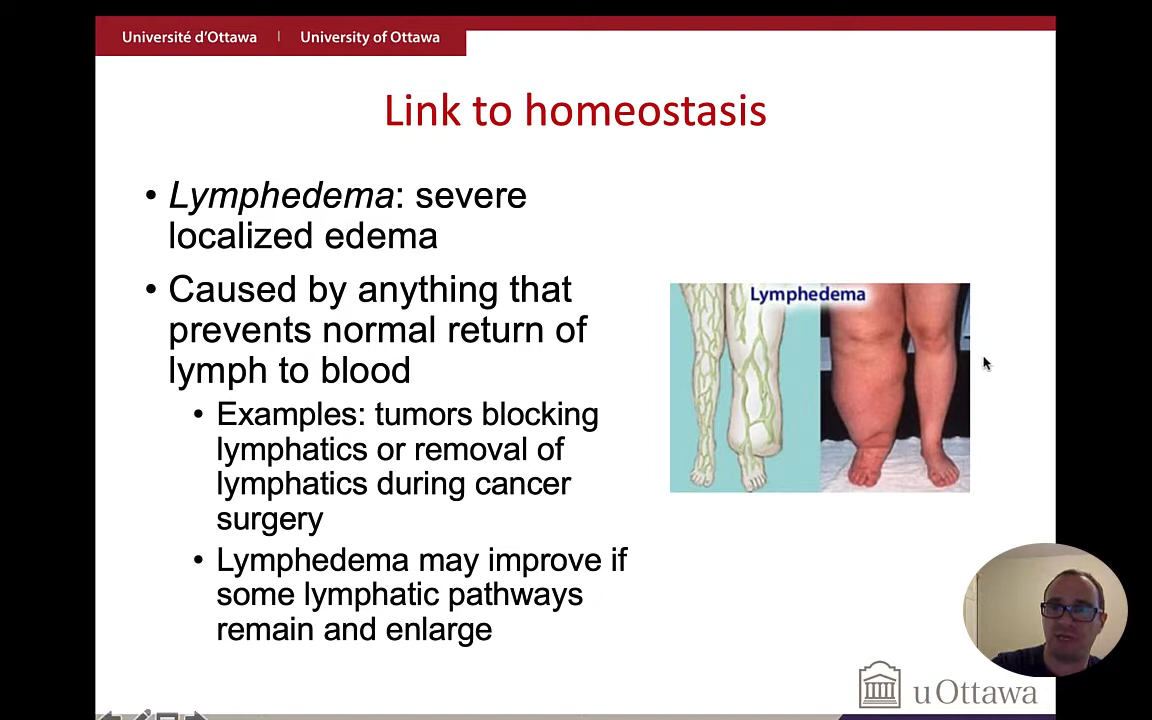 Université d'Ottawa | University of Ottawa
Link to homeostasis
• Lymphedema: severe
localized edema
• Caused by anything that
prevents normal return of
lymph to blood
• Examples: tumors blocking
lymphatics or removal of
lymphatics during cancer
surgery
• Lymphedema may improve if
some lymphatic pathways
remain and enlarge
Lymphedema
uOttawa